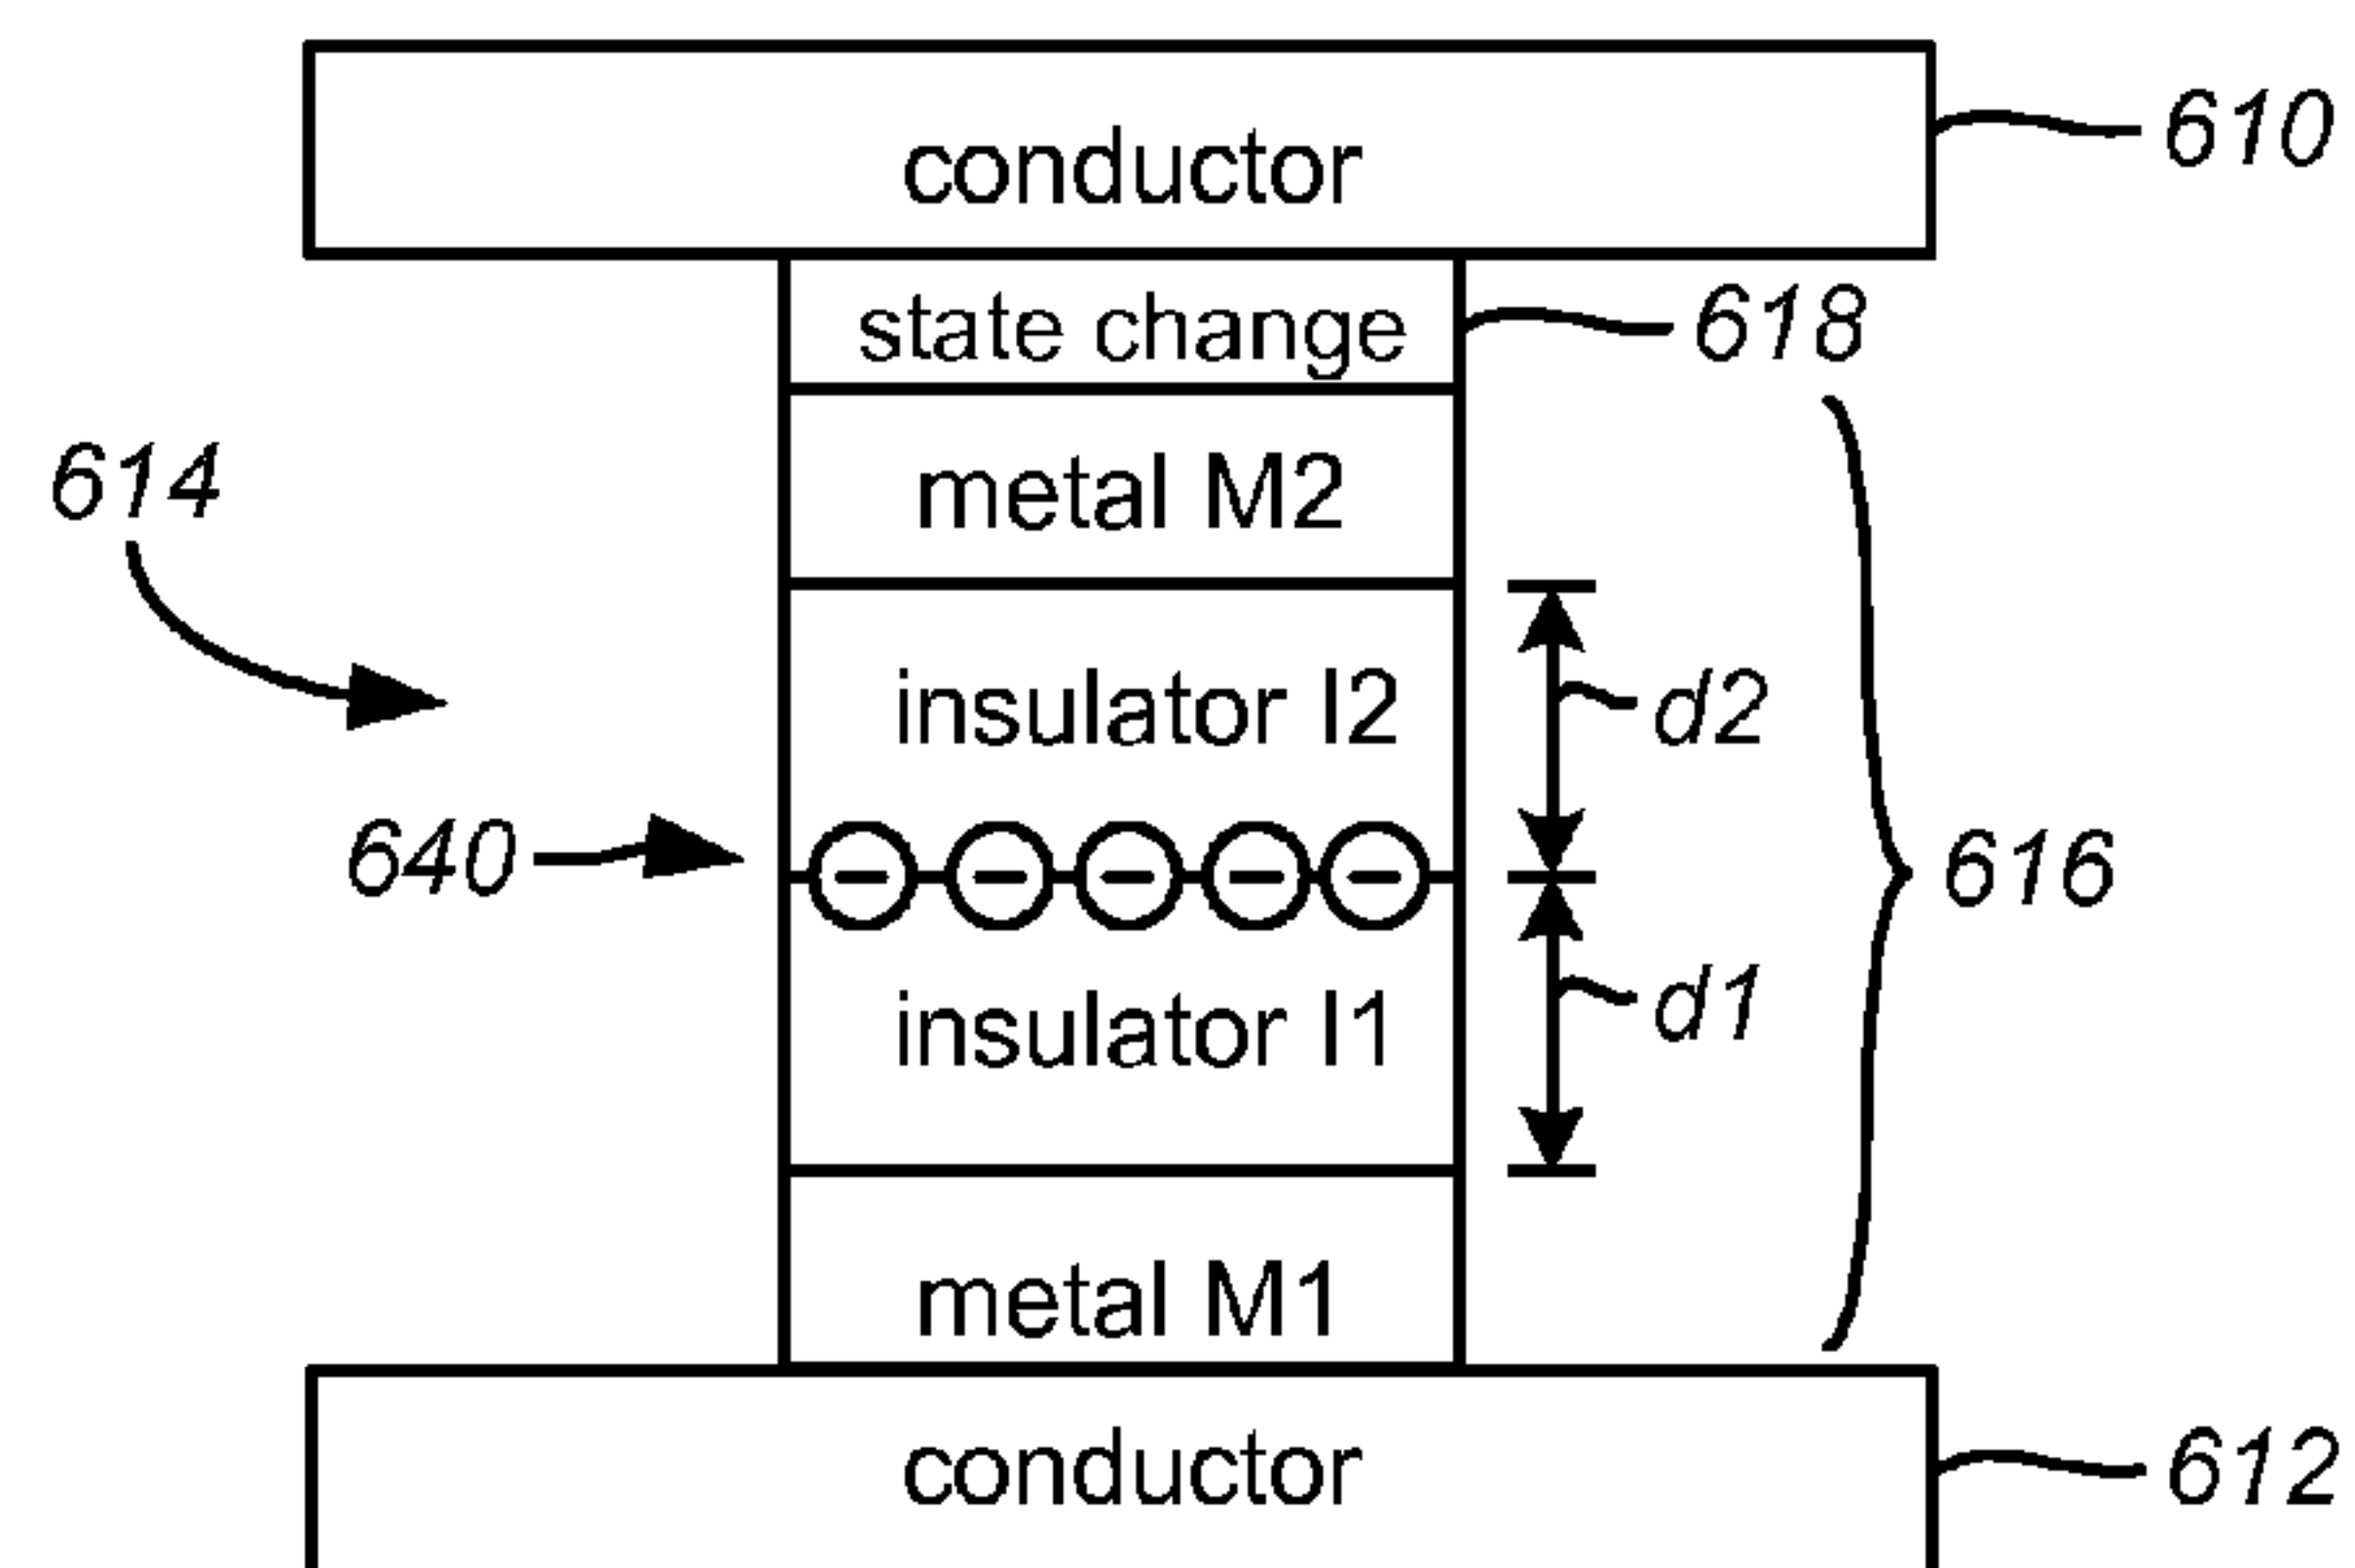 conductor
610
state change
618
614
metal M2
insulator I2
d2
640
616
insulator I1
d1
metal M1
conductor
612